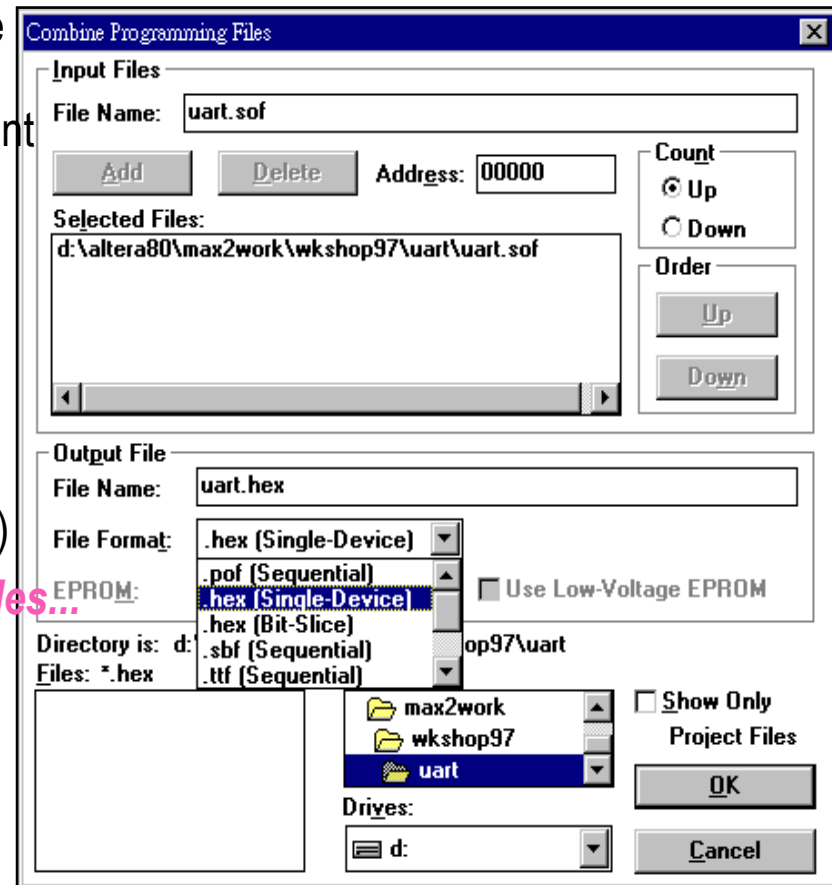 e
Combine Programming Files
Input Files
File Name: uart.sof
nt
Add Delete Address: 00000
Count
Up
Down
Selected Files:
d:\altera80\max2work\wkshop97\uart\uart.sof
Order
Up
Down
Output File
File Name: uart.hex
)
File Format: .hex (Single-Device)
.pof (Sequential)
les...
EPROM: .hex (Single-Device) Use Low-Voltage EPROM
.hex (Bit-Slice)
Directory is: d:\ .sbf (Sequential) op97\uart
Files: *.hex .ttf (Sequential)
max2work
wkshop97
uart
Show Only
Project Files
OK
Drives:
d:
Cancel